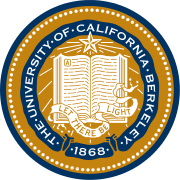 ·THE·UNIVERSITY·OF·CALIFORNIA·BERKELEY·
LET THERE BE
LIGHT
·1868·